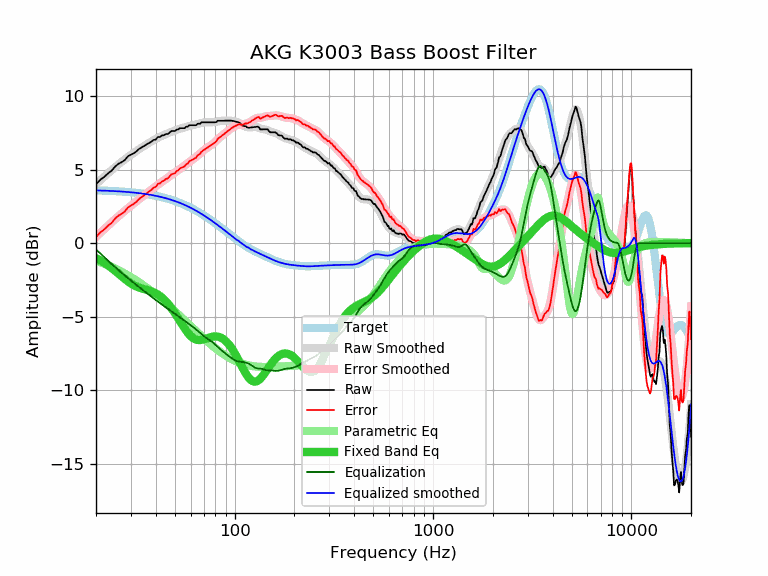 AKG K3003 Bass Boost Filter
Amplitude (dBr)
10
5
0
−5
−10
−15
Target
Raw Smoothed
Error Smoothed
Raw
Error
Parametric Eq
Fixed Band Eq
Equalization
Equalized smoothed
100
1000
10000
Frequency (Hz)